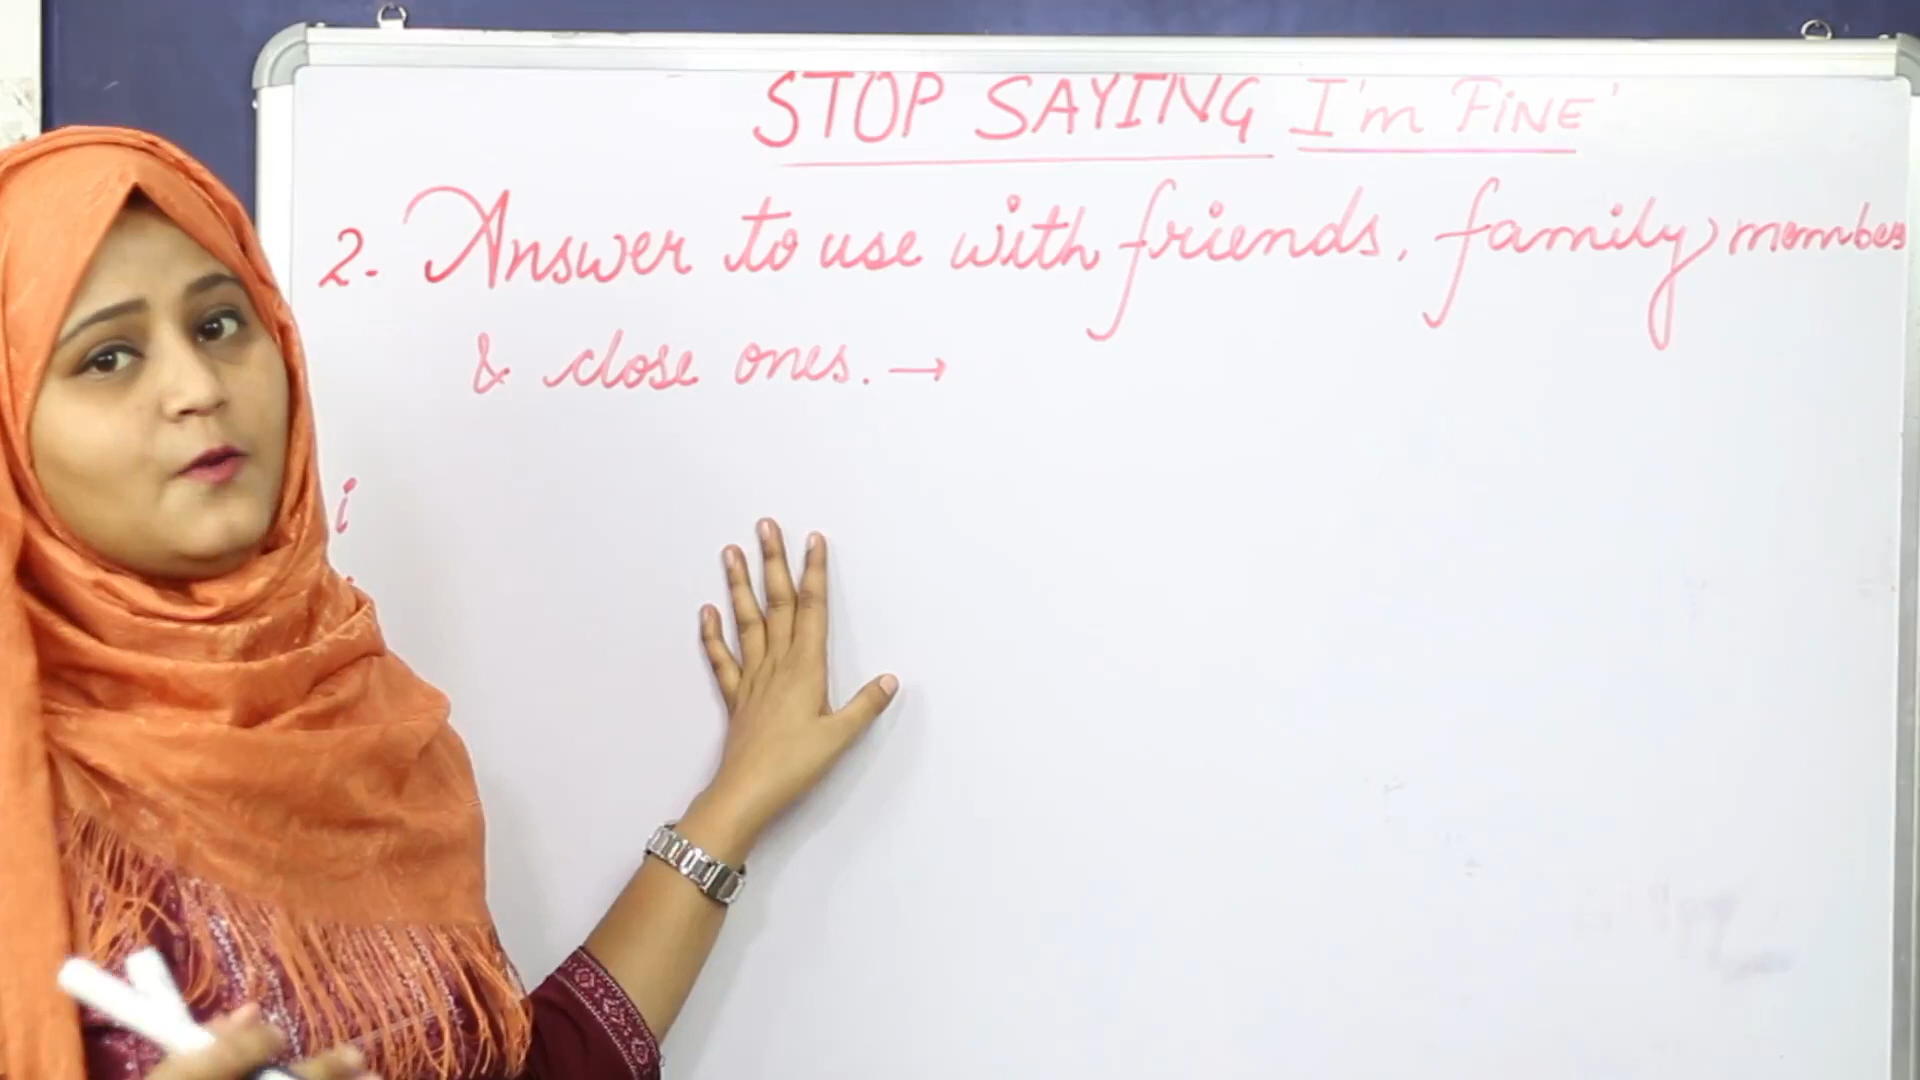 STOP SAYING I'm FiNE'
2. Answer to use with friends, family members
& close ones. →
i